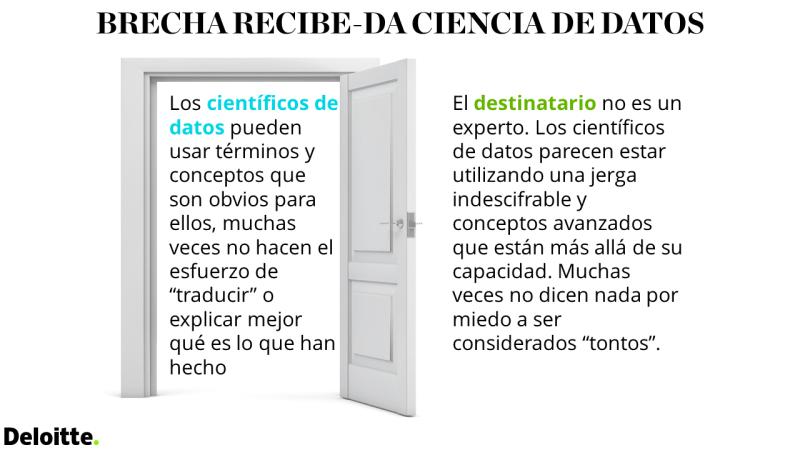 BRECHA RECIBE-DA CIENCIA DE DATOS
Los científicos de
datos pueden
usar términos y
conceptos que
son obvios para
ellos, muchas
veces no hacen el
esfuerzo de
“traducir” o
explicar mejor
qué es lo que han
hecho
El destinatario no es un
experto. Los científicos
de datos parecen estar
utilizando una jerga
indescifrable y
conceptos avanzados
que están más allá de su
capacidad. Muchas
veces no dicen nada por
miedo a ser
considerados “tontos”.
Deloitte.